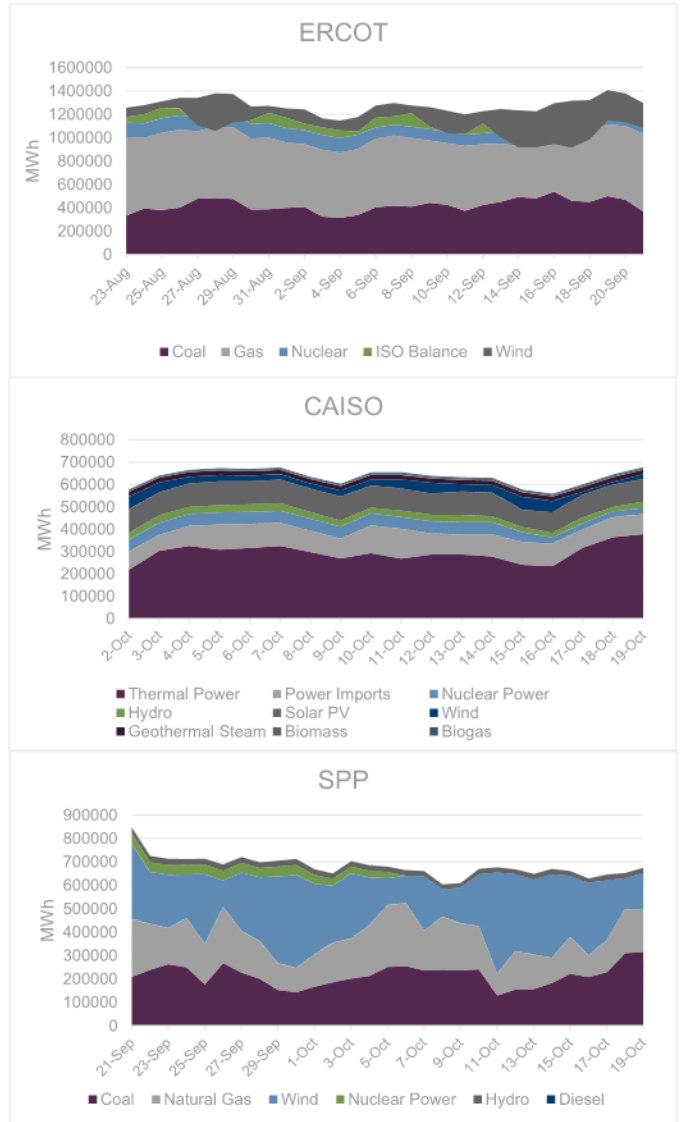 ERCOT
1600000
1400000
1200000
1000000
800000
600000
400000
200000
0
MWh
23-Aug
25-Aug
27-Aug
29-Aug
31-Aug
2-Sep
4-Sep
6-Sep
8-Sep
10-Sep
12-Sep
14-Sep
16-Sep
18-Sep
20-Sep
Coal Gas Nuclear ISO Balance Wind
CAISO
800000
700000
600000
500000
400000
300000
200000
100000
0
2-Oct
3-Oct
4-Oct
5-Oct
6-Oct
7-Oct
8-Oct
9-Oct
10-Oct
11-Oct
12-Oct
13-Oct
14-Oct
15-Oct
16-Oct
17-Oct
18-Oct
19-Oct
Thermal Power Power Imports Nuclear Power
Hydro Solar PV Wind
Geothermal Steam Biomass Biogas
SPP
900000
800000
700000
600000
500000
400000
300000
200000
100000
0
MWh
21-Sep
23-Sep
25-Sep
27-Sep
29-Sep
1-Oct
3-Oct
5-Oct
7-Oct
9-Oct
11-Oct
13-Oct
15-Oct
17-Oct
19-Oct
Coal Natural Gas Wind Nuclear Power Hydro Diesel